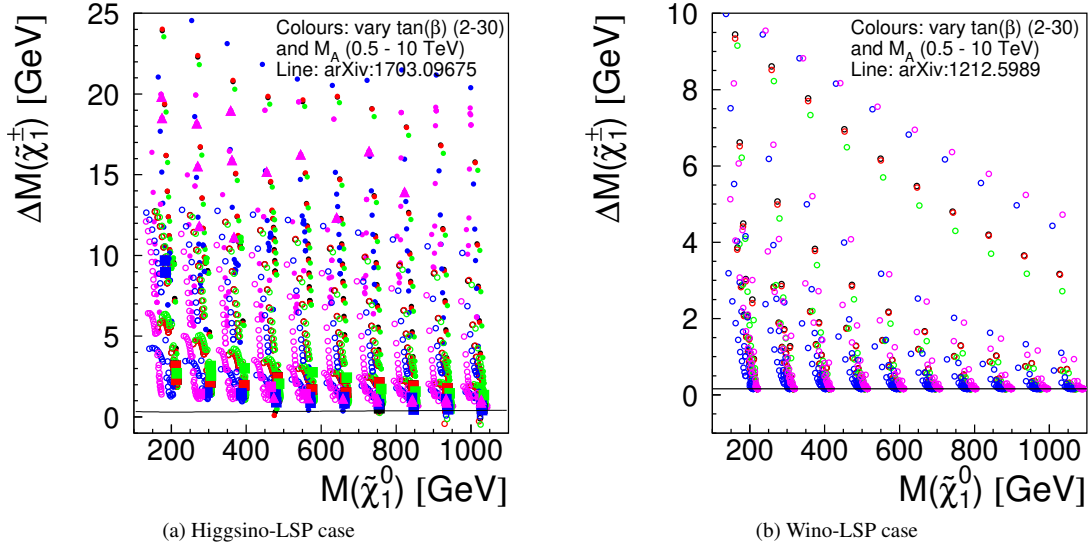 Colours: vary tan(β) (2-30)
and M_A (0.5 - 10 TeV)
Line: arXiv:1703.09675
ΔM(χ̃₁^±) [GeV]
25
20
15
10
5
0
200 400 600 800 1000
M(χ̃₁⁰) [GeV]
(a) Higgsino-LSP case
Colours: vary tan(β) (2-30)
and M_A (0.5 - 10 TeV)
Line: arXiv:1212.5989
ΔM(χ̃₁^±) [GeV]
10
8
6
4
2
0
200 400 600 800 1000
M(χ̃₁⁰) [GeV]
(b) Wino-LSP case